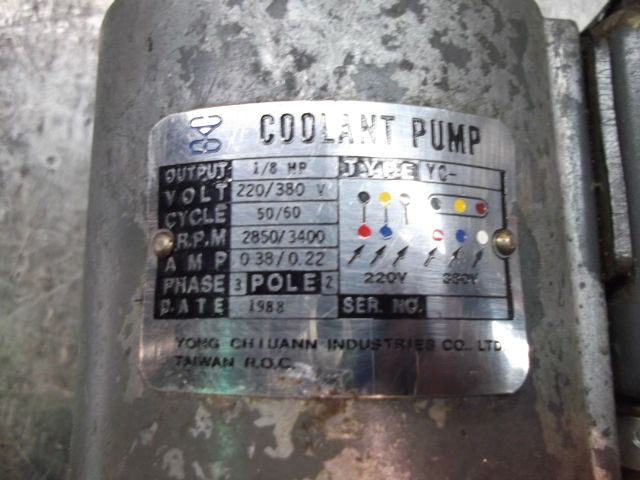 COOLANT PUMP
OUTPUT 1/8 HP TYPE YC-
VOLT 220/380 V
CYCLE 50/60
R.P.M 2850/3400
AMP 0.38/0.22
220V 380V
PHASE 3 POLE 2
DATE 1988 SER. NO.
YONG CHIUANN INDUSTRIES CO., LTD.
TAIWAN R.O.C.